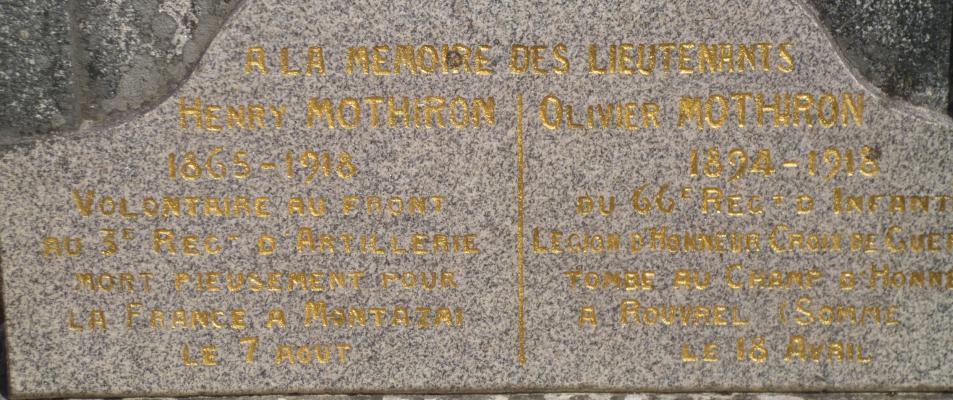 A LA MEMOIRE DES LIEUTENANTS
HENRY MOTHIRON
1865-1918
VOLONTAIRE AU FRONT
AU 3E REGT D'ARTILLERIE
MORT PIEUSEMENT POUR
LA FRANCE A MONTAZAI
LE 7 AOUT
OLIVIER MOTHIRON
1894-1918
DU 66E REGT D INFANT
LEGION D'HONNEUR CROIX DE GUER
TOMBE AU CHAMP D'HONNE
A ROUVREL (SOMME
LE 18 AVRIL